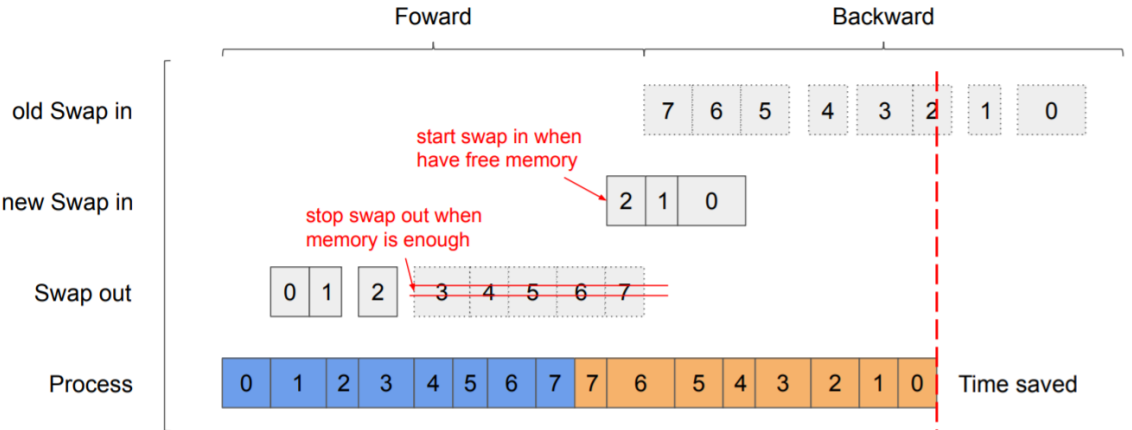 Foward
Backward
old Swap in
7 6 5 4 3 2 1 0
start swap in when
have free memory
new Swap in
2 1 0
stop swap out when
memory is enough
Swap out
0 1 2 3 4 5 6 7
Process
0 1 2 3 4 5 6 7 7 6 5 4 3 2 1 0
Time saved